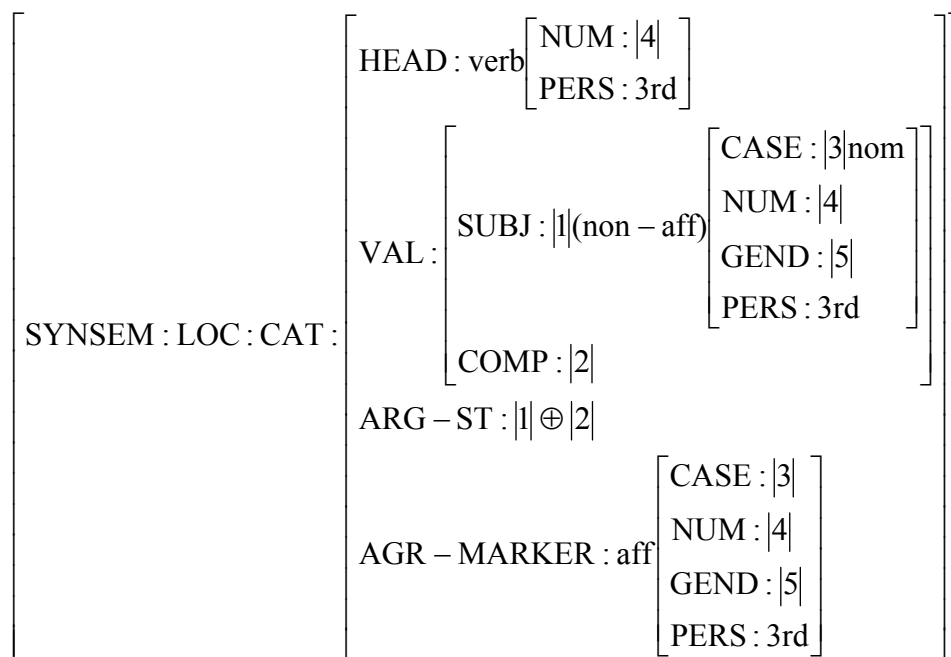 HEAD : verb [NUM : |4|
PERS : 3rd]
SYNSEM : LOC : CAT :
VAL :
SUBJ : |1|(non – aff)
CASE : |3|nom
NUM : |4|
GEND : |5|
PERS : 3rd
COMP : |2|
ARG – ST : |1| ⊕ |2|
AGR – MARKER : aff
CASE : |3|
NUM : |4|
GEND : |5|
PERS : 3rd